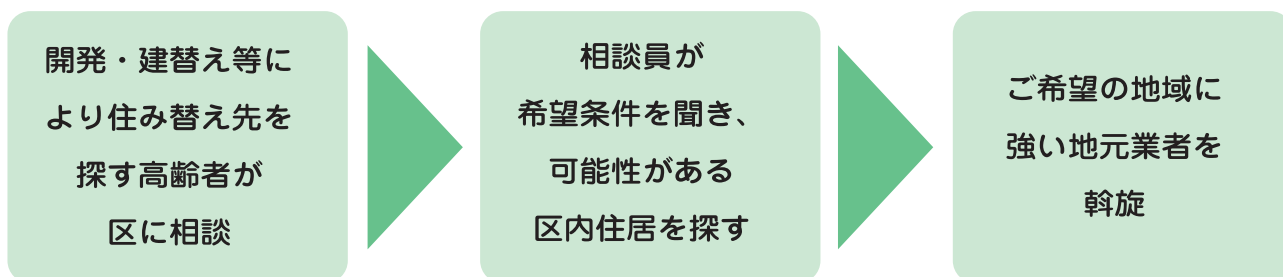 開発・建替え等に
より住み替え先を
探す高齢者が
区に相談
相談員が
希望条件を聞き、
可能性がある
区内住居を探す
ご希望の地域に
強い地元業者を
斡旋